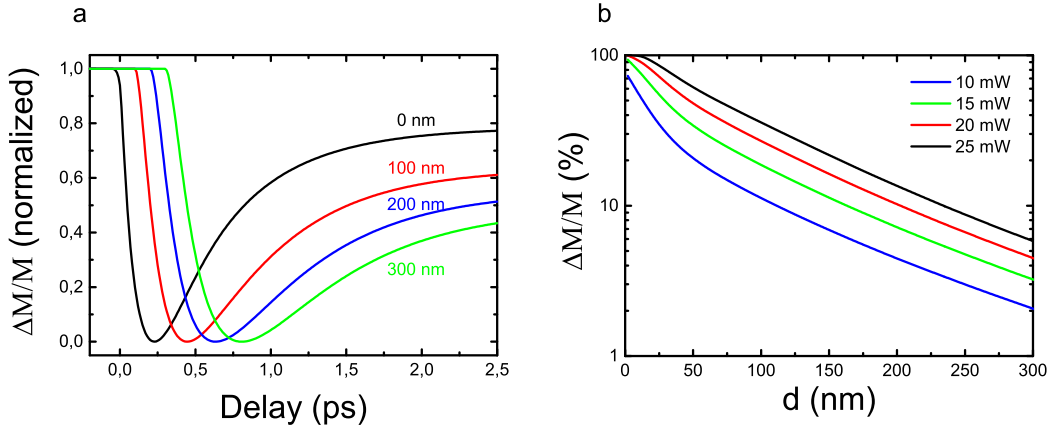 a
ΔM/M (normalized)
1,0
0,8
0,6
0,4
0,2
0,0
0 nm
100 nm
200 nm
300 nm
0,0 0,5 1,0 1,5 2,0 2,5
Delay (ps)
b
ΔM/M (%)
100
10
1
10 mW
15 mW
20 mW
25 mW
0 50 100 150 200 250 300
d (nm)